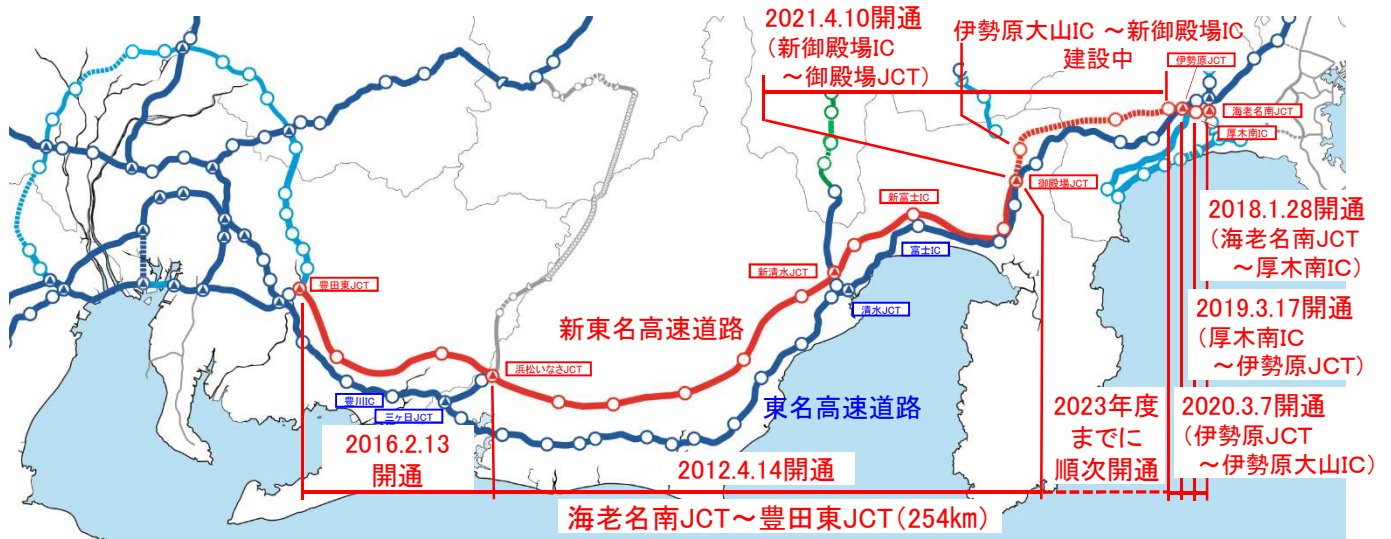 2021.4.10開通
(新御殿場IC
～御殿場JCT)
伊勢原大山IC ～新御殿場IC
建設中
伊勢原JCT
海老名南JCT
厚木南IC
御殿場JCT
新富士IC
富士IC
新清水JCT
清水JCT
豊田東JCT
新東名高速道路
浜松いなさJCT
豊川IC
三ヶ日JCT
東名高速道路
2018.1.28開通
(海老名南JCT
～厚木南IC)
2019.3.17開通
(厚木南IC
～伊勢原JCT)
2020.3.7開通
(伊勢原JCT
～伊勢原大山IC)
2023年度
までに
順次開通
2016.2.13
開通
2012.4.14開通
海老名南JCT～豊田東JCT(254km)